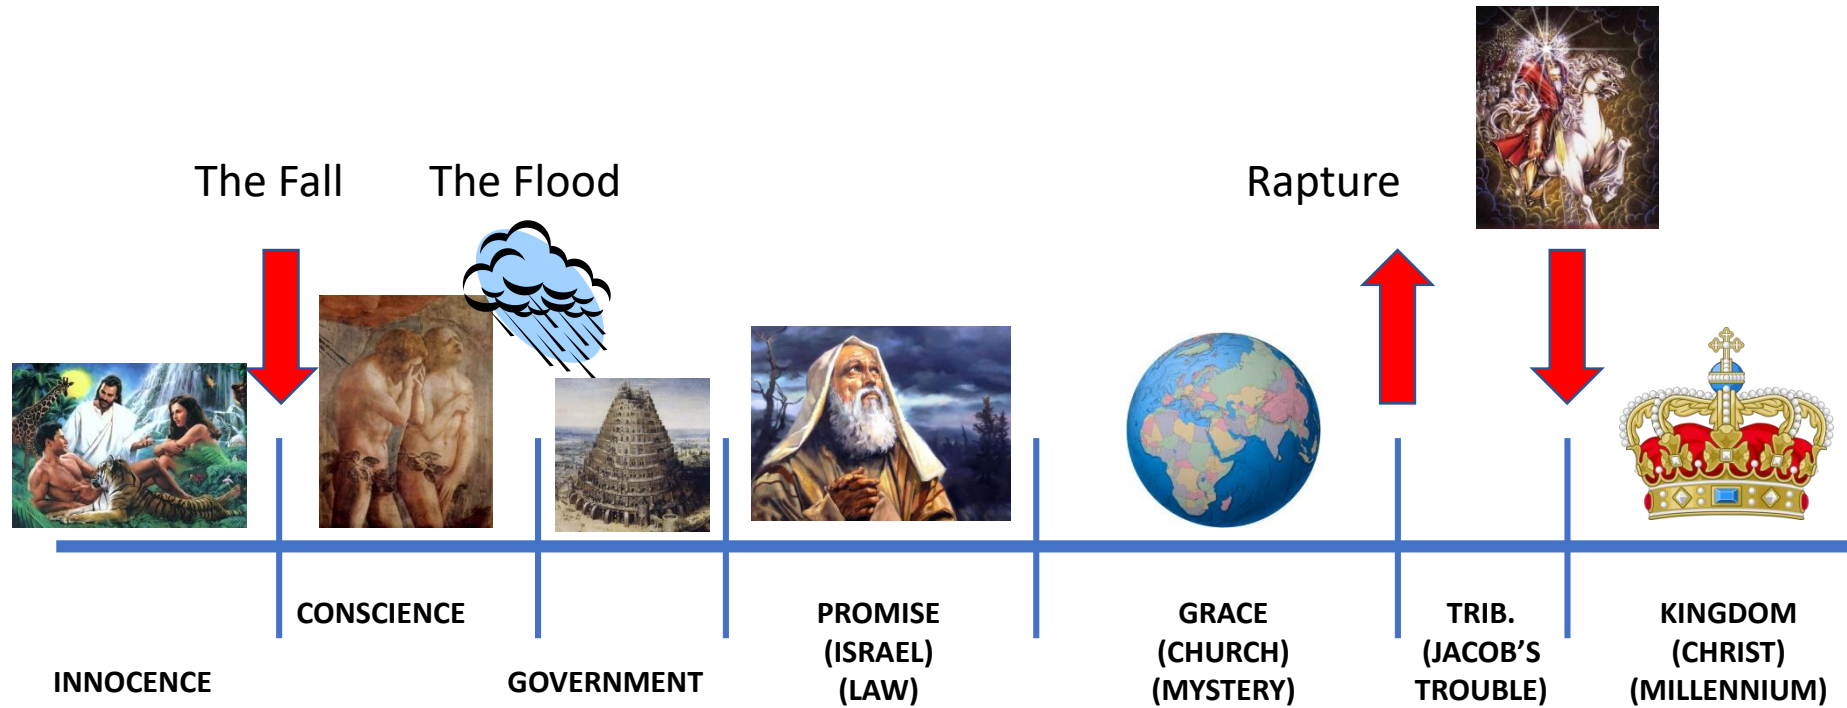 The Fall
The Flood
Rapture
CONSCIENCE
INNOCENCE
GOVERNMENT
PROMISE
(ISRAEL)
(LAW)
GRACE
(CHURCH)
(MYSTERY)
TRIB.
(JACOB’S
TROUBLE)
KINGDOM
(CHRIST)
(MILLENNIUM)